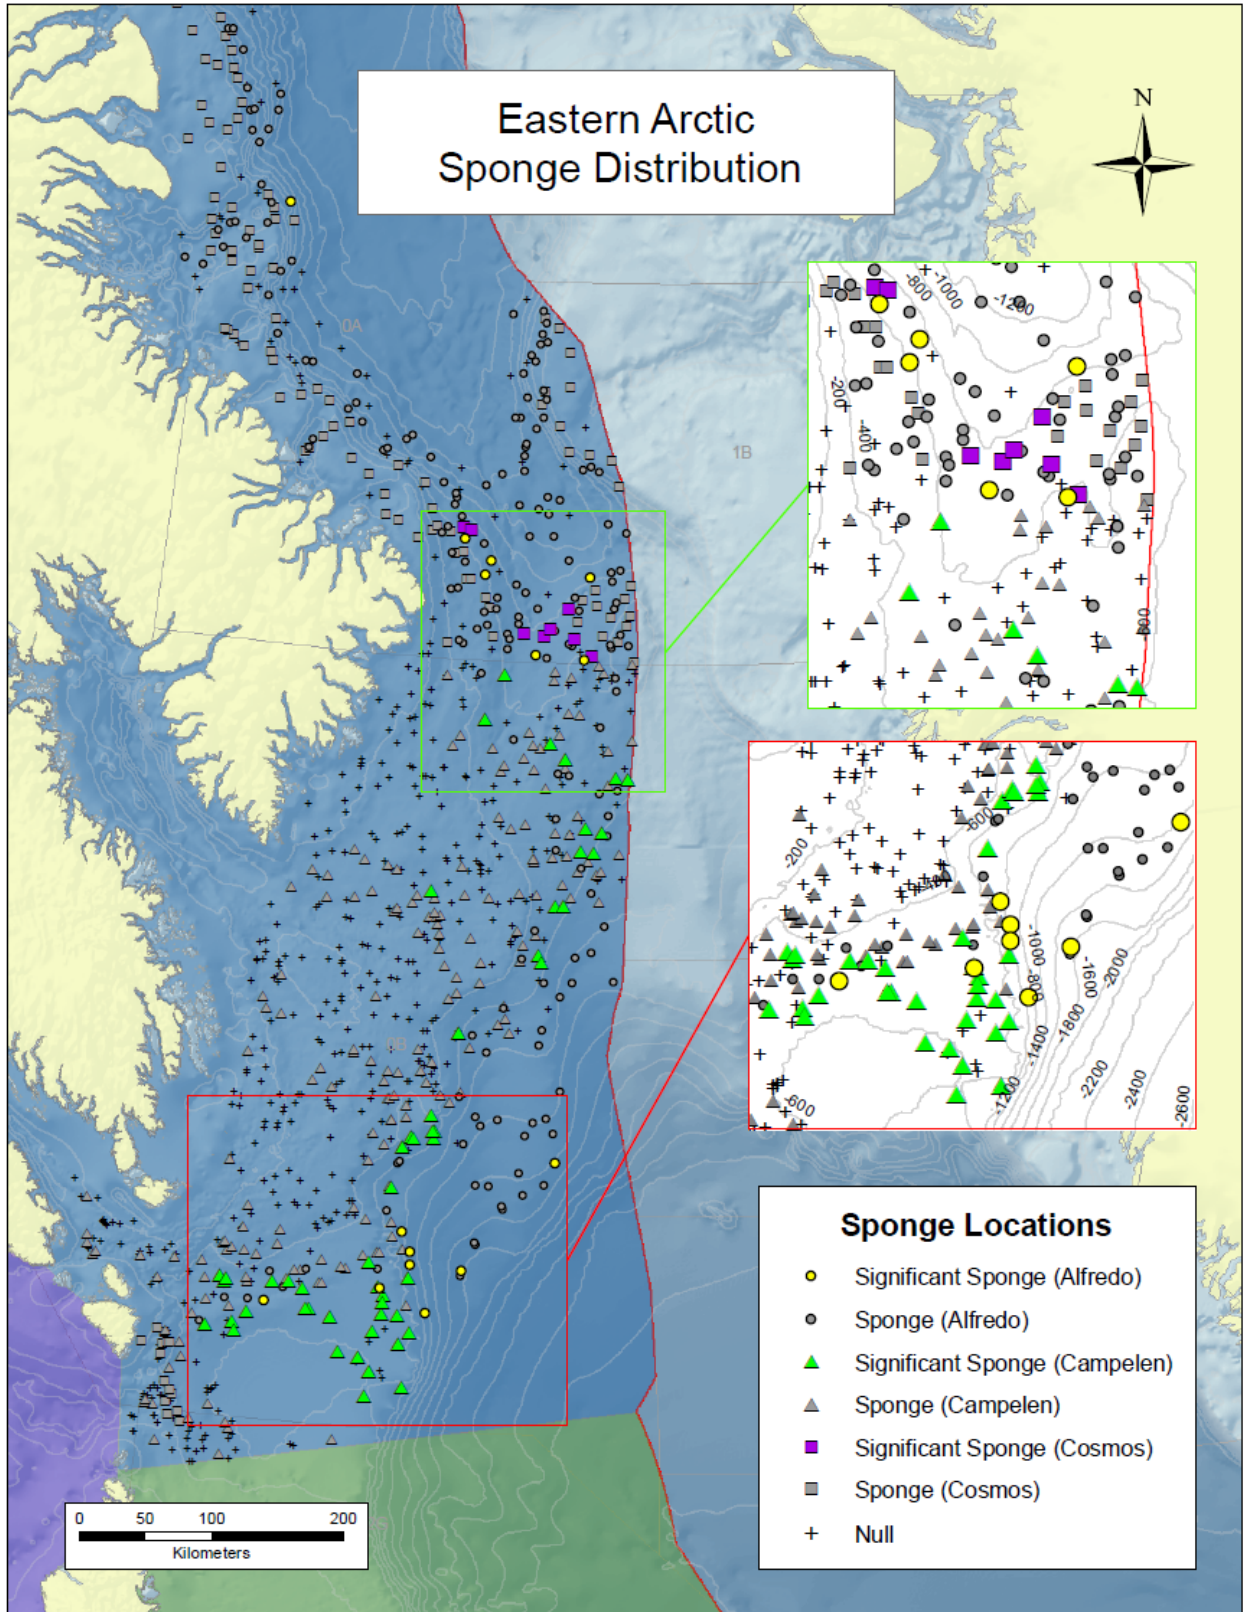 Eastern Arctic
Sponge Distribution
N
0A
1B
0B
-800
-1000
-1200
-200
-400
-200
-600
-400
-1000
-800
-1600
-2000
-1800
-1400
-1200
-2200
-2400
-2600
-600
Sponge Locations
Significant Sponge (Alfredo)
Sponge (Alfredo)
Significant Sponge (Campelen)
Sponge (Campelen)
Significant Sponge (Cosmos)
Sponge (Cosmos)
Null
0 50 100 200
Kilometers